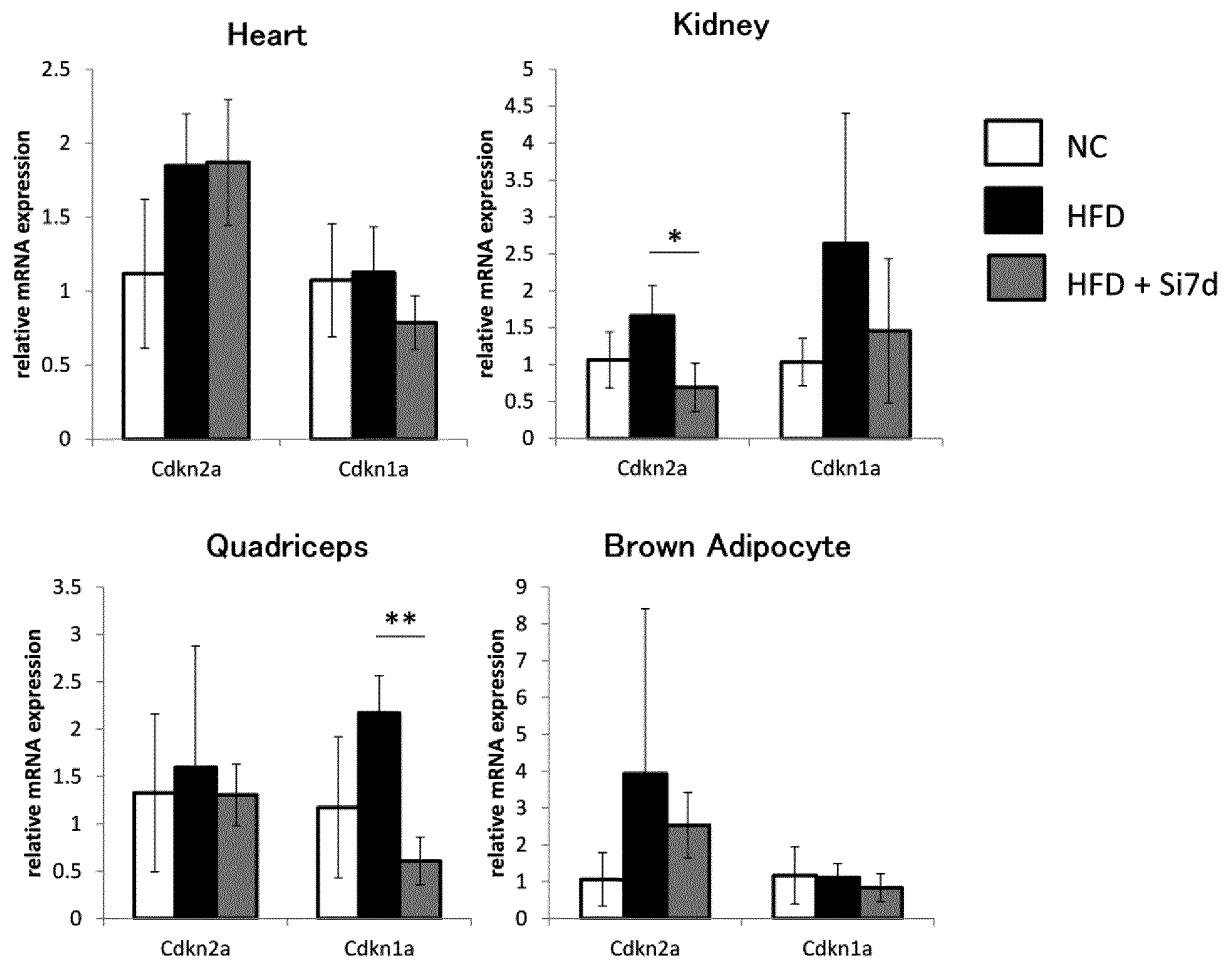 Heart
relative mRNA expression
2.5
2
1.5
1
0.5
0
Cdkn2a
Cdkn1a
Kidney
relative mRNA expression
5
4.5
4
3.5
3
2.5
2
1.5
1
0.5
0
*
Cdkn2a
Cdkn1a
NC
HFD
HFD + Si7d
Quadriceps
relative mRNA expression
3.5
3
2.5
2
1.5
1
0.5
0
**
Cdkn2a
Cdkn1a
Brown Adipocyte
relative mRNA expression
9
8
7
6
5
4
3
2
1
0
Cdkn2a
Cdkn1a